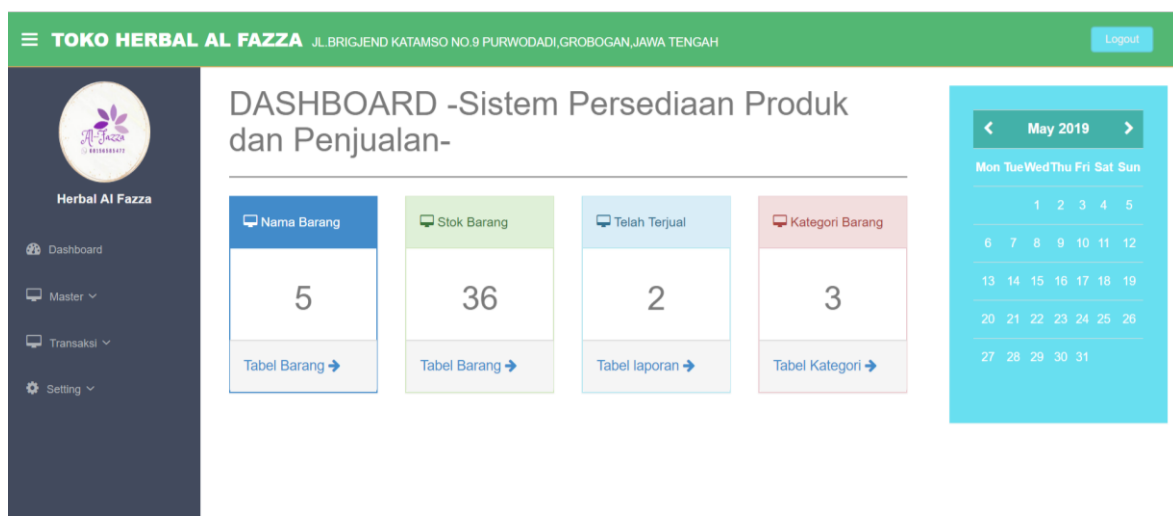 TOKO HERBAL AL FAZZA JL.BRIGJEND KATAMSO NO.9 PURWODADI,GROBOGAN,JAWA TENGAH
Logout
Al-Fazza
Herbal Al Fazza
Dashboard
Master
Transaksi
Setting
DASHBOARD -Sistem Persediaan Produk
dan Penjualan-
Nama Barang
5
Tabel Barang
Stok Barang
36
Tabel Barang
Telah Terjual
2
Tabel laporan
Kategori Barang
3
Tabel Kategori
May 2019
Mon Tue Wed Thu Fri Sat Sun
1 2 3 4 5
6 7 8 9 10 11 12
13 14 15 16 17 18 19
20 21 22 23 24 25 26
27 28 29 30 31